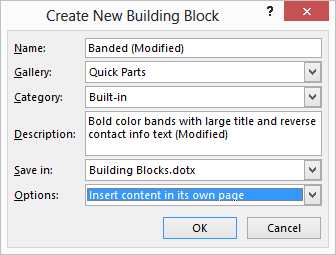 Create New Building Block
?
Name: Banded (Modified)
Gallery: Quick Parts
Category: Built-in
Description: Bold color bands with large title and reverse
contact info text (Modified)
Save in: Building Blocks.dotx
Options: Insert content in its own page
OK Cancel